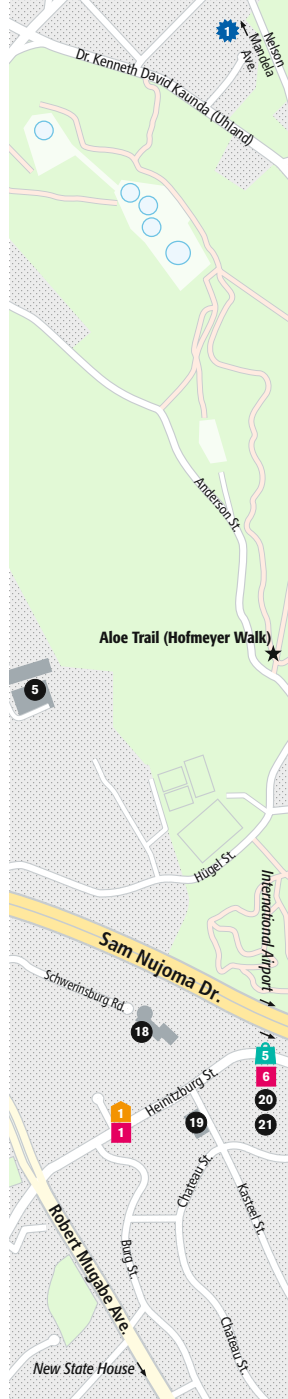 1
Nelson
Mandela
Ave.
Dr. Kenneth David Kaunda (Uhland)
Anderson St.
Aloe Trail (Hofmeyer Walk)
5
Hügel St.
International Airport
Sam Nujoma Dr.
Schwerinsburg Rd.
18
5
6
20
21
Heinitzburg St.
1
1
19
Chateau St.
Kasteel St.
Robert Mugabe Ave.
Burg St.
Chateau St.
New State House